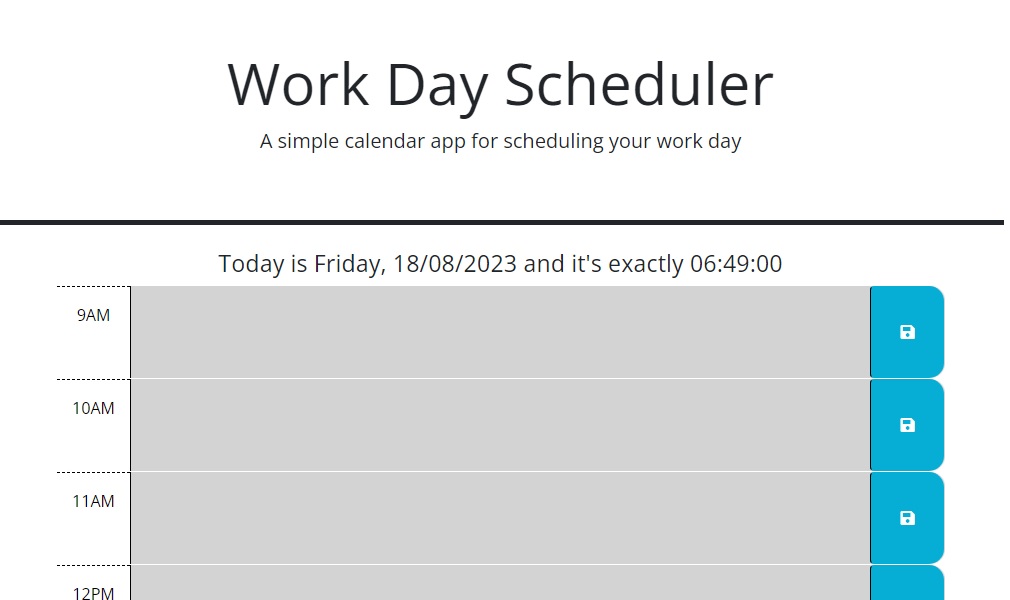 Work Day Scheduler
A simple calendar app for scheduling your work day
Today is Friday, 18/08/2023 and it's exactly 06:49:00
9AM
10AM
11AM
12PM